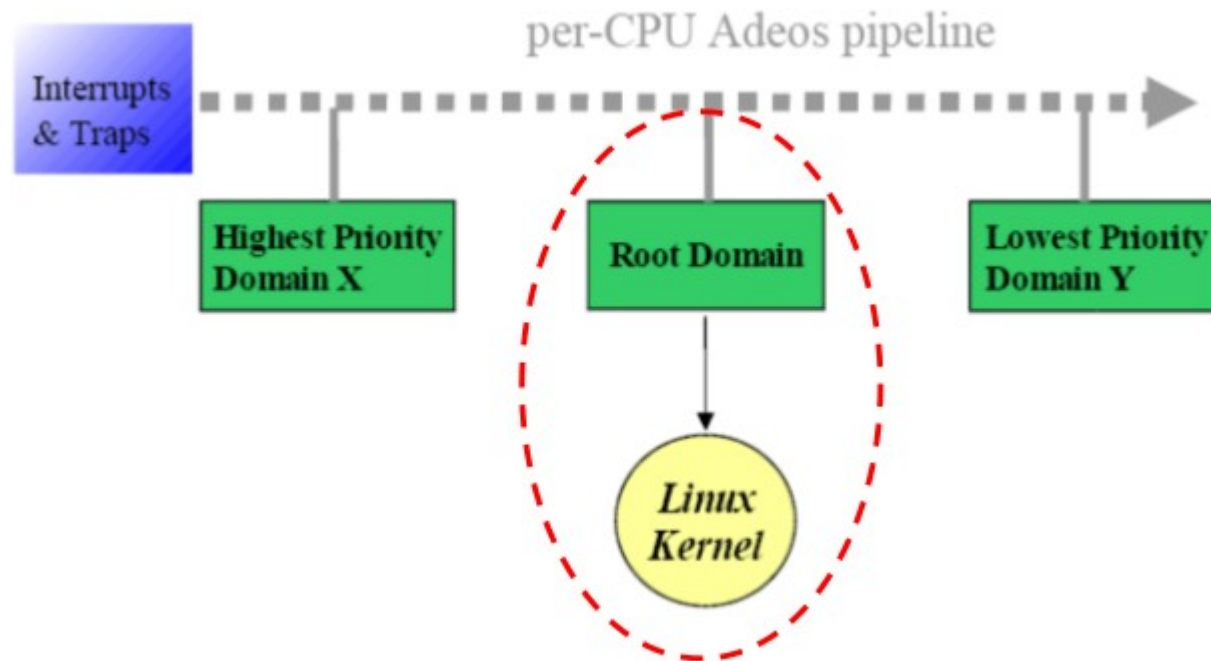 per-CPU Adeos pipeline
Interrupts
& Traps
Highest Priority
Domain X
Root Domain
Lowest Priority
Domain Y
Linux
Kernel